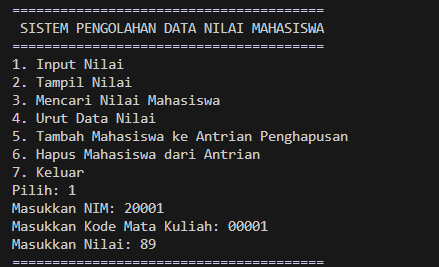 =======================================
SISTEM PENGOLAHAN DATA NILAI MAHASISWA
=======================================
1. Input Nilai
2. Tampil Nilai
3. Mencari Nilai Mahasiswa
4. Urut Data Nilai
5. Tambah Mahasiswa ke Antrian Penghapusan
6. Hapus Mahasiswa dari Antrian
7. Keluar
Pilih: 1
Masukkan NIM: 20001
Masukkan Kode Mata Kuliah: 00001
Masukkan Nilai: 89
=======================================